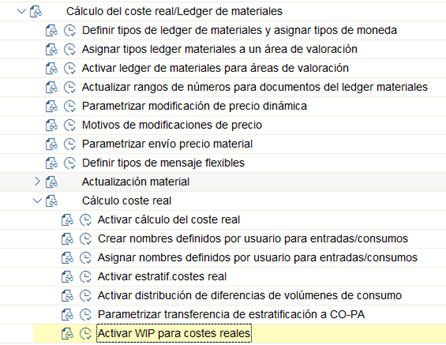 Cálculo del coste real/Ledger de materiales
Definir tipos de ledger de materiales y asignar tipos de moneda
Asignar tipos ledger materiales a un área de valoración
Activar ledger de materiales para áreas de valoración
Actualizar rangos de números para documentos del ledger materiales
Parametrizar modificación de precio dinámica
Motivos de modificaciones de precio
Parametrizar envío precio material
Definir tipos de mensaje flexibles
Actualización material
Cálculo coste real
Activar cálculo del coste real
Crear nombres definidos por usuario para entradas/consumos
Asignar nombres definidos por usuario para entradas/consumos
Activar estratif.costes real
Activar distribución de diferencias de volúmenes de consumo
Parametrizar transferencia de estratificación a CO-PA
Activar WIP para costes reales